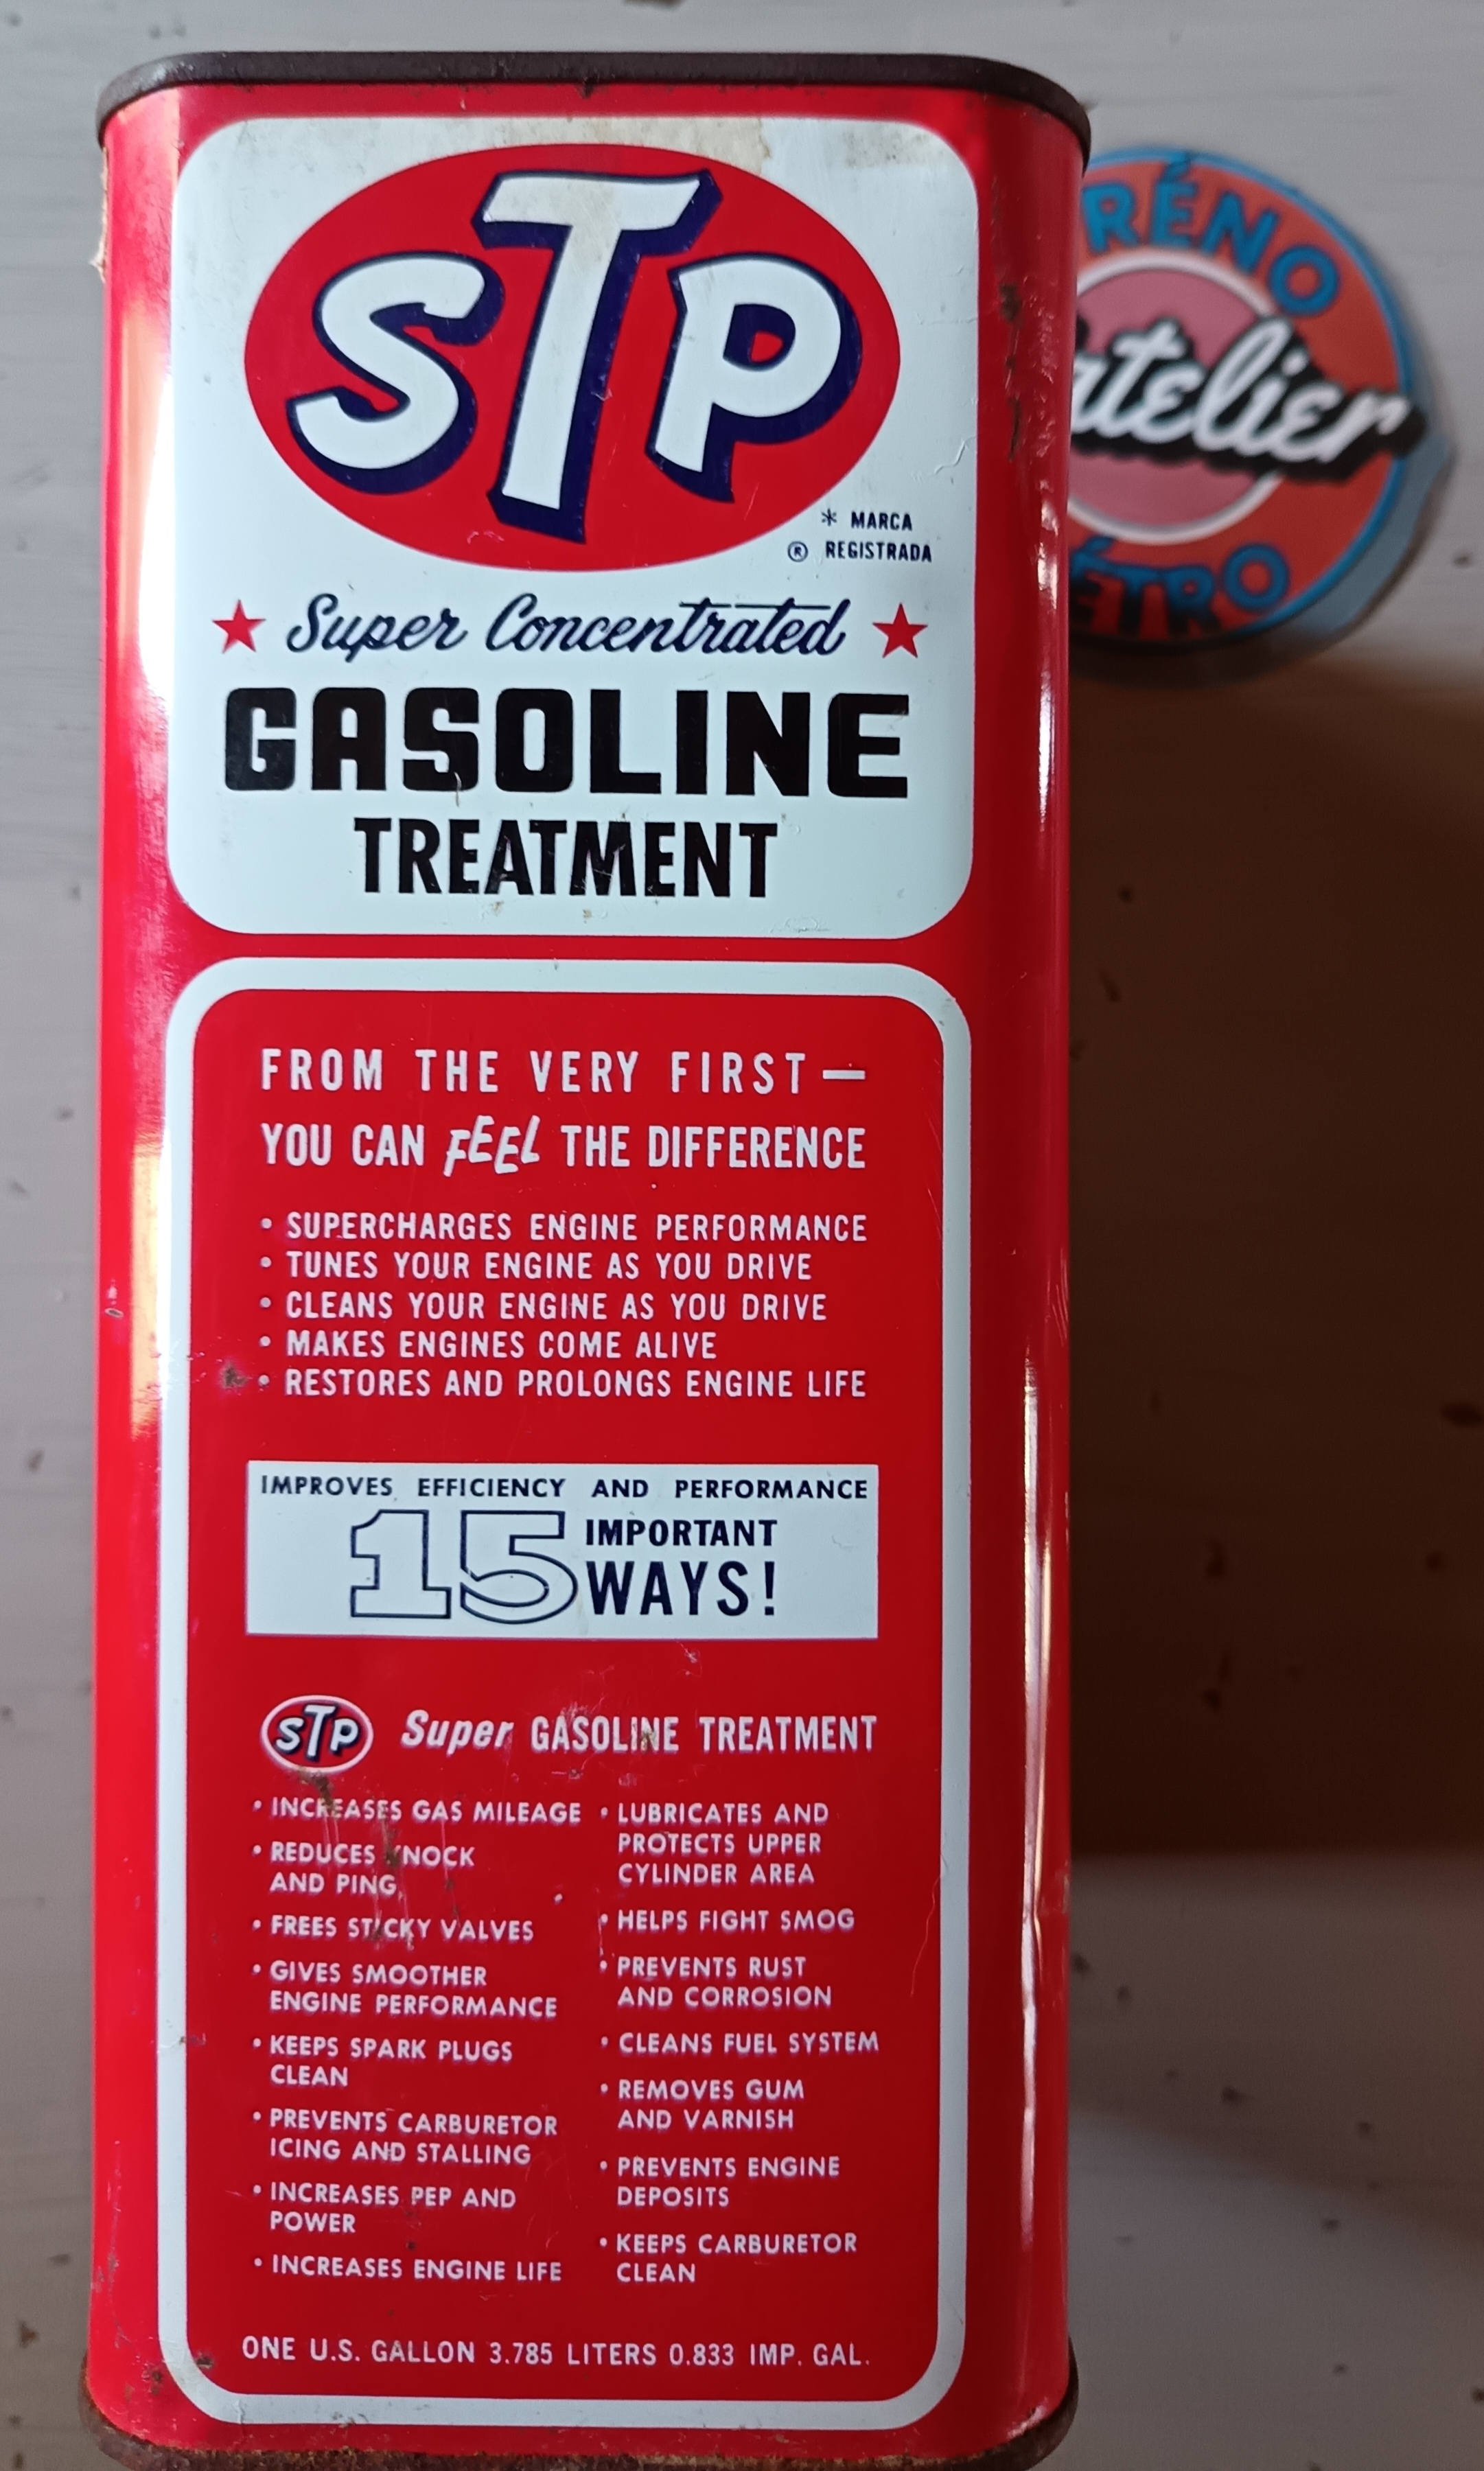 STP
* MARCA
® REGISTRADA
★ Super Concentrated ★
GASOLINE
TREATMENT
FROM THE VERY FIRST—
YOU CAN FEEL THE DIFFERENCE
• SUPERCHARGES ENGINE PERFORMANCE
• TUNES YOUR ENGINE AS YOU DRIVE
• CLEANS YOUR ENGINE AS YOU DRIVE
• MAKES ENGINES COME ALIVE
• RESTORES AND PROLONGS ENGINE LIFE
IMPROVES EFFICIENCY AND PERFORMANCE
15 IMPORTANT
WAYS!
STP Super GASOLINE TREATMENT
• INCREASES GAS MILEAGE
• REDUCES KNOCK
AND PING
• FREES STICKY VALVES
• GIVES SMOOTHER
ENGINE PERFORMANCE
• KEEPS SPARK PLUGS
CLEAN
• PREVENTS CARBURETOR
ICING AND STALLING
• INCREASES PEP AND
POWER
• INCREASES ENGINE LIFE
• LUBRICATES AND
PROTECTS UPPER
CYLINDER AREA
• HELPS FIGHT SMOG
• PREVENTS RUST
AND CORROSION
• CLEANS FUEL SYSTEM
• REMOVES GUM
AND VARNISH
• PREVENTS ENGINE
DEPOSITS
• KEEPS CARBURETOR
CLEAN
ONE U.S. GALLON 3.785 LITERS 0.833 IMP. GAL.
RÉNO
atelier
ÉTRO